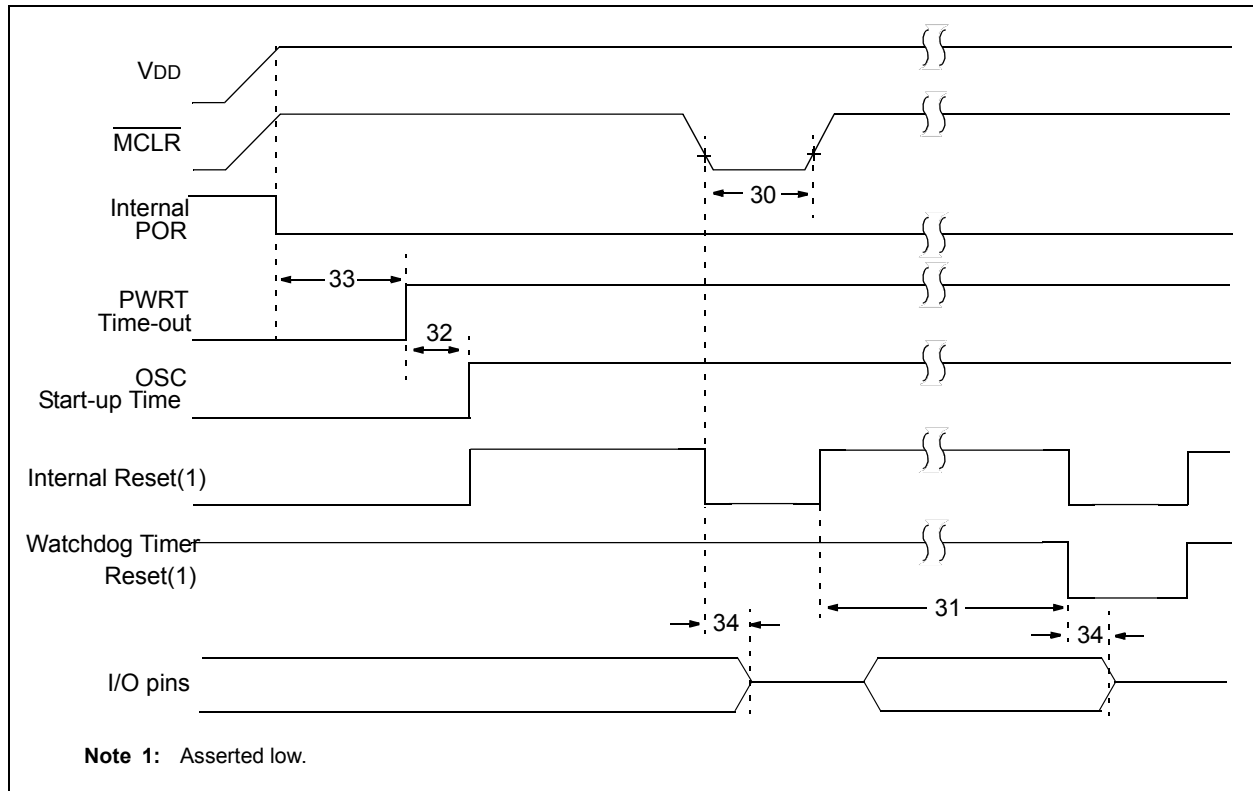 VDD
MCLR
30
Internal
POR
33
PWRT
Time-out
32
OSC
Start-up Time
Internal Reset(1)
Watchdog Timer
Reset(1)
31
34
34
I/O pins
Note 1: Asserted low.